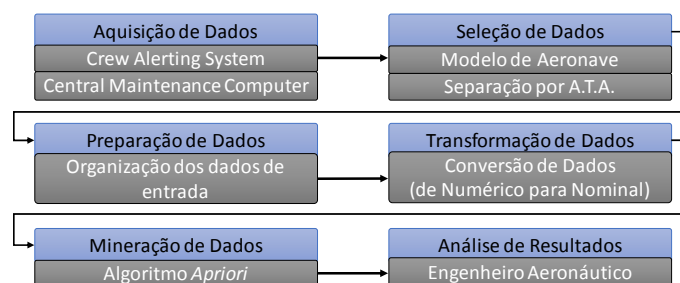 Aquisição de Dados
Crew Alerting System
Central Maintenance Computer
Seleção de Dados
Modelo de Aeronave
Separação por A.T.A.
Preparação de Dados
Organização dos dados de
entrada
Transformação de Dados
Conversão de Dados
(de Numérico para Nominal)
Mineração de Dados
Algoritmo Apriori
Análise de Resultados
Engenheiro Aeronáutico